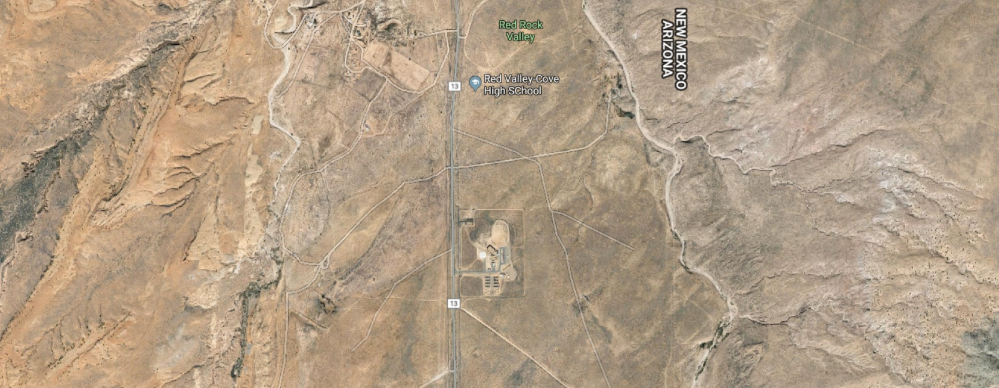 Red Rock
Valley
NEW MEXICO
ARIZONA
13
Red Valley-Cove
High SChool
13